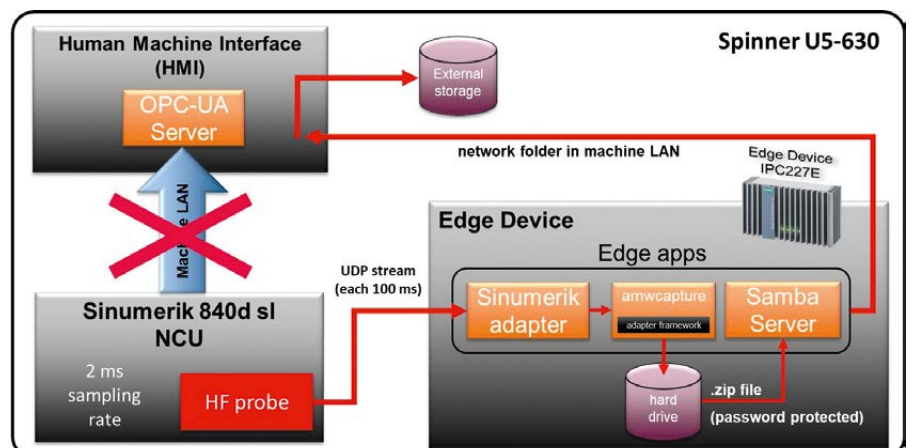 Human Machine Interface
(HMI)
OPC-UA
Server
External
storage
Spinner U5-630
network folder in machine LAN
Edge Device
IPC227E
Machine LAN
Edge Device
Edge apps
UDP stream
(each 100 ms)
Sinumerik
adapter
amwcapture
adapter framework
Samba
Server
Sinumerik 840d sl
NCU
2 ms
sampling
rate
HF probe
hard
drive
.zip file
(password protected)